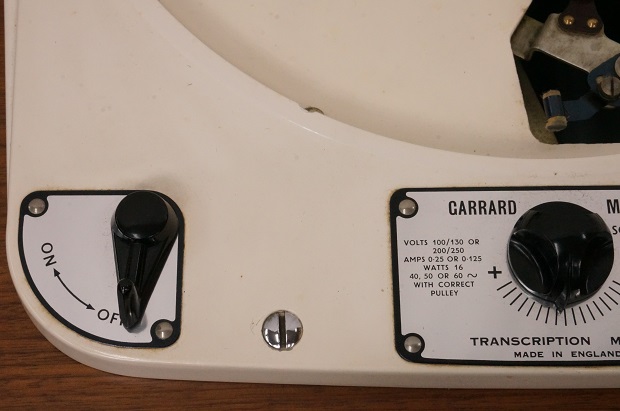 ON
OFF
GARRARD M
VOLTS 100/130 OR
200/250
AMPS 0·25 OR 0·125
WATTS 16
40, 50 OR 60 ~
WITH CORRECT
PULLEY
+
TRANSCRIPTION M
MADE IN ENGLAND